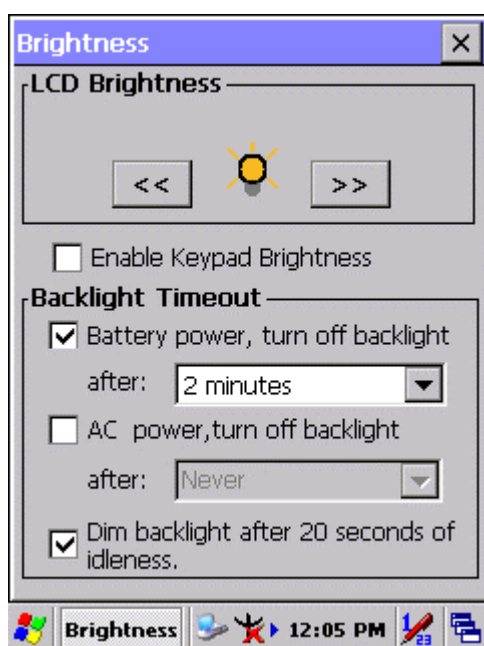 Brightness
LCD Brightness
<< >>
Enable Keypad Brightness
Backlight Timeout
Battery power, turn off backlight
after: 2 minutes
AC power,turn off backlight
after: Never
Dim backlight after 20 seconds of
idleness.
Brightness 12:05 PM 123